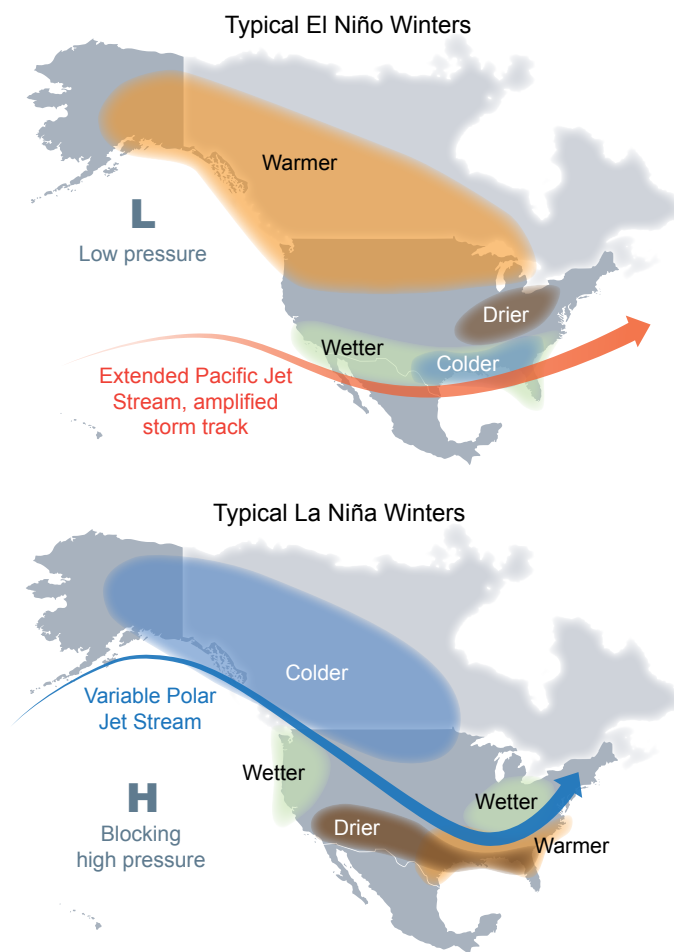 Typical El Niño Winters
Warmer
L
Low pressure
Drier
Wetter
Colder
Extended Pacific Jet
Stream, amplified
storm track
Typical La Niña Winters
Colder
Variable Polar
Jet Stream
Wetter
H
Blocking
high pressure
Wetter
Drier
Warmer